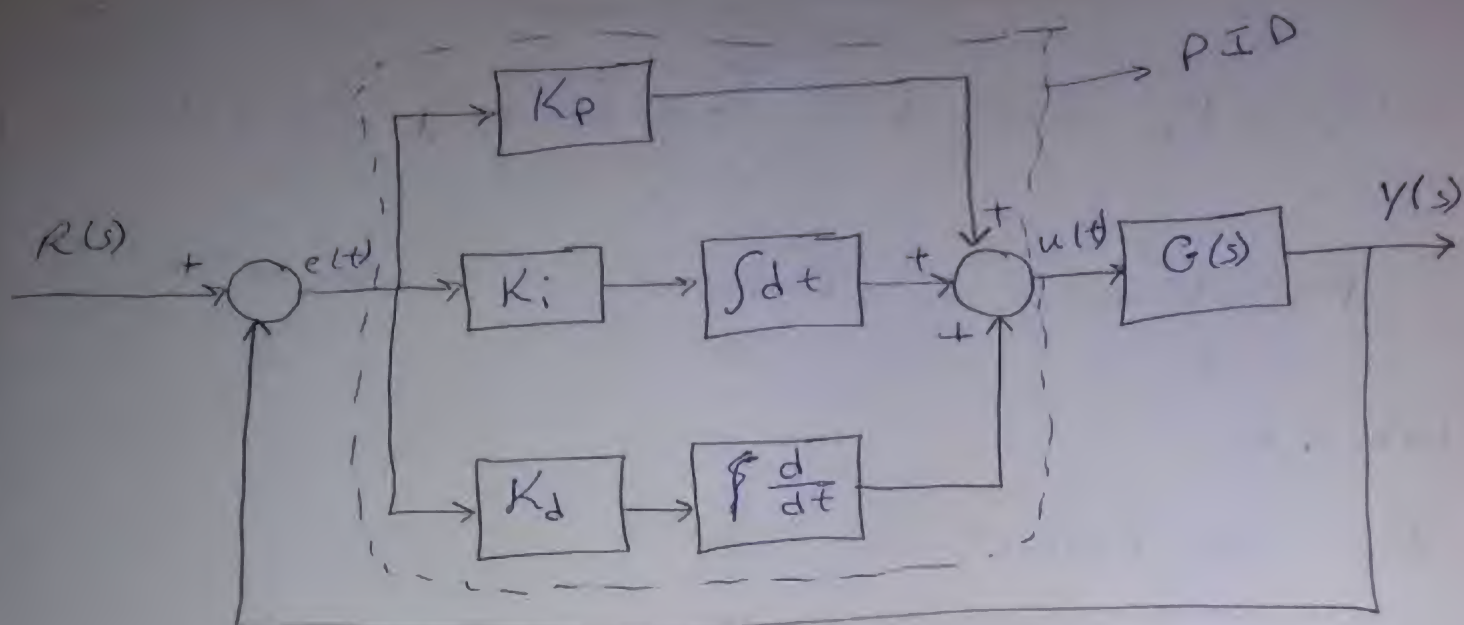 PID
Kp
R(s)
+
e(t)
Ki
∫dt
+
+
+
u(t)
G(s)
Y(s)
Kd
d/dt